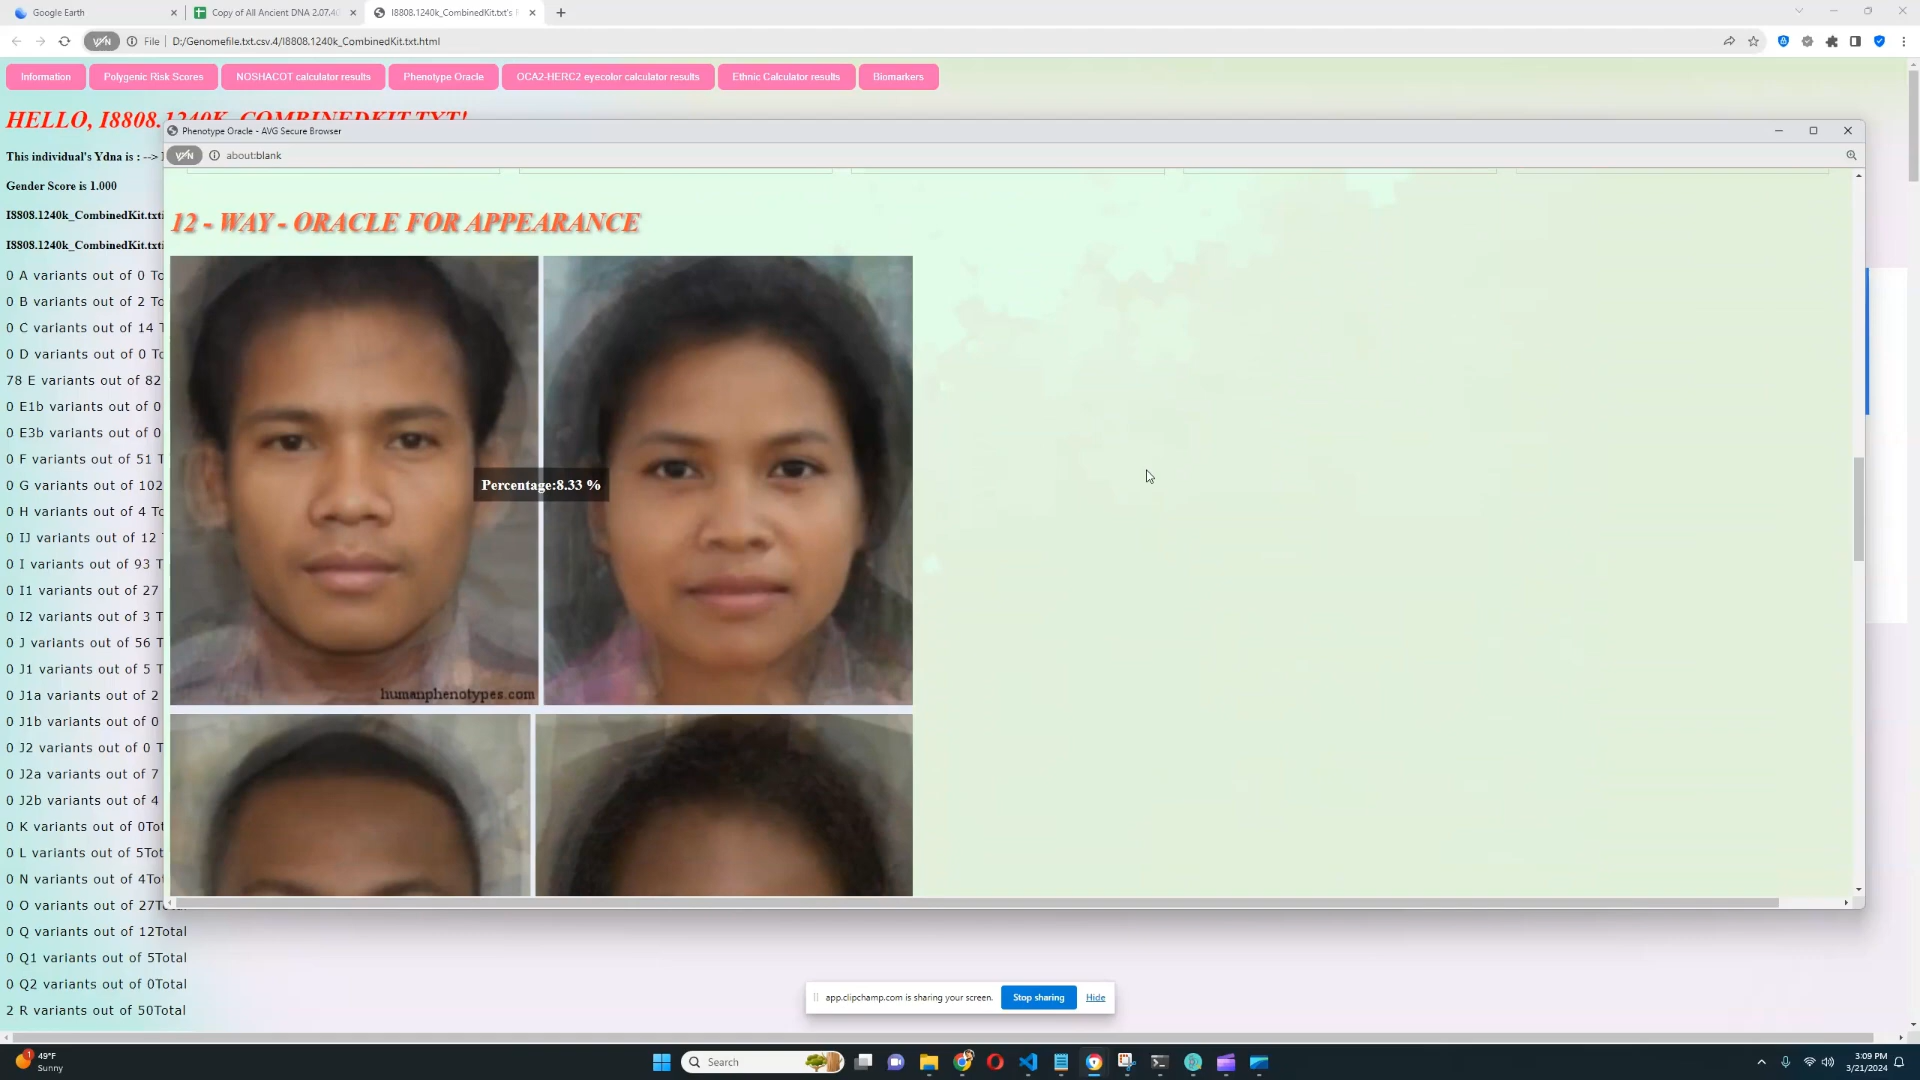 Google Earth
Copy of All Ancient DNA 2.07.40
I8808.1240k_CombinedKit.txt's F
File
D:/Genomefile.txt.csv.4/I8808.1240k_CombinedKit.txt.html
Information
Polygenic Risk Scores
NOSHACOT calculator results
Phenotype Oracle
OCA2-HERC2 eyecolor calculator results
Ethnic Calculator results
Biomarkers
HELLO, I8808.1240K_COMBINEDKIT.TXT!
Phenotype Oracle - AVG Secure Browser
VPN
about:blank
This individual's Ydna is : -->
Gender Score is 1.000
I8808.1240k_CombinedKit.txt
I8808.1240k_CombinedKit.txt
0 A variants out of 0 To
0 B variants out of 2 To
0 C variants out of 14 T
0 D variants out of 0 To
78 E variants out of 82
0 E1b variants out of 0
0 E3b variants out of 0
0 F variants out of 51 T
0 G variants out of 102
0 H variants out of 4 To
0 IJ variants out of 12
0 I variants out of 93 T
0 I1 variants out of 27
0 I2 variants out of 3 T
0 J variants out of 56 T
0 J1 variants out of 5 T
0 J1a variants out of 2
0 J1b variants out of 0
0 J2 variants out of 0 T
0 J2a variants out of 7
0 J2b variants out of 4
0 K variants out of 0Tot
0 L variants out of 5Tot
0 N variants out of 4Tot
0 O variants out of 27Total
0 Q variants out of 12Total
0 Q1 variants out of 5Total
0 Q2 variants out of 0Total
2 R variants out of 50Total
12 - WAY - ORACLE FOR APPEARANCE
Percentage:8.33 %
humanphenotypes.com
app.clipchamp.com is sharing your screen.
Stop sharing
Hide
1
49°F
Sunny
Search
3:09 PM
3/21/2024